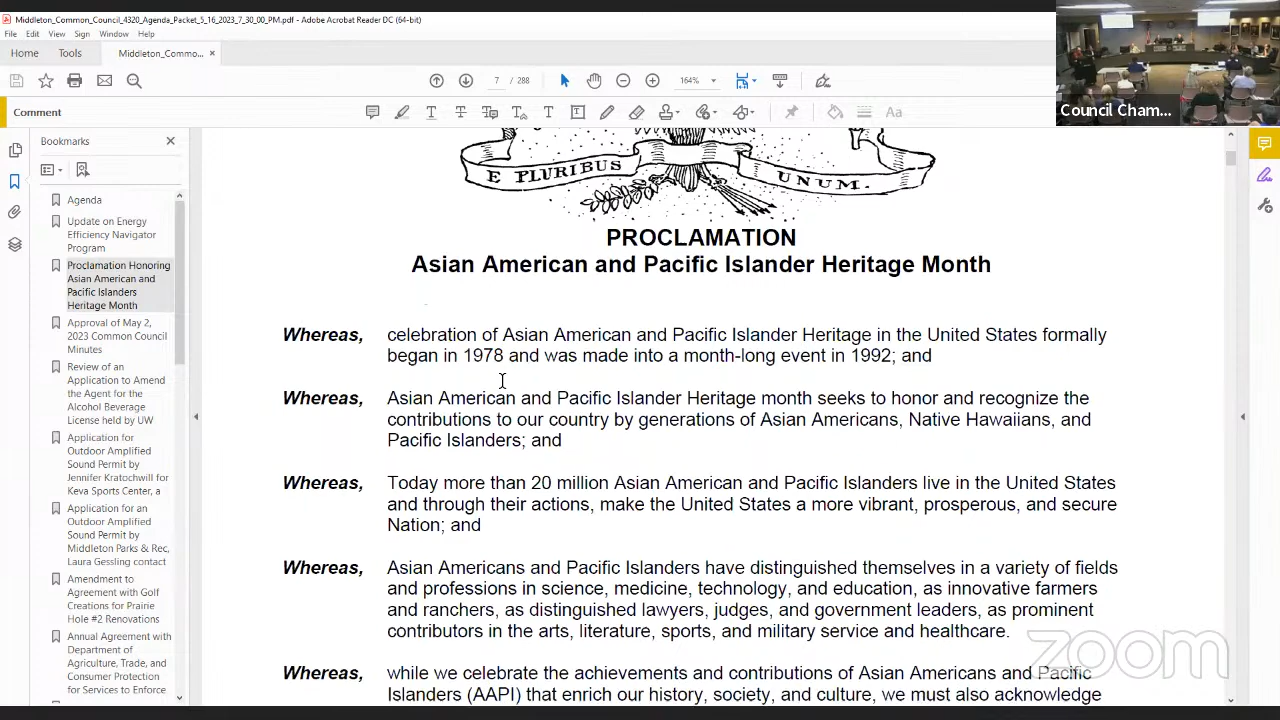 Middleton_Common_Council_4320_Agenda_Packet_5_16_2023_7_30_00_PM.pdf - Adobe Acrobat Reader DC (64-bit)
File Edit View Sign Window Help
Home Tools Middleton_Commo... ×
7 / 288 164%
Comment
Aa
Council Cham...
Bookmarks
Agenda
Update on Energy
Efficiency Navigator
Program
Proclamation Honoring
Asian American and
Pacific Islanders
Heritage Month
Approval of May 2,
2023 Common Council
Minutes
Review of an
Application to Amend
the Agent for the
Alcohol Beverage
License held by UW
Application for
Outdoor Amplified
Sound Permit by
Jennifer Kratochwill for
Keva Sports Center, a
Application for an
Outdoor Amplified
Sound Permit by
Middleton Parks & Rec,
Laura Gessling contact
Amendment to
Agreement with Golf
Creations for Prairie
Hole #2 Renovations
Annual Agreement with
Department of
Agriculture, Trade, and
Consumer Protection
for Services to Enforce
E PLURIBUS UNUM.
PROCLAMATION
Asian American and Pacific Islander Heritage Month
Whereas, celebration of Asian American and Pacific Islander Heritage in the United States formally
began in 1978 and was made into a month-long event in 1992; and
Whereas, Asian American and Pacific Islander Heritage month seeks to honor and recognize the
contributions to our country by generations of Asian Americans, Native Hawaiians, and
Pacific Islanders; and
Whereas, Today more than 20 million Asian American and Pacific Islanders live in the United States
and through their actions, make the United States a more vibrant, prosperous, and secure
Nation; and
Whereas, Asian Americans and Pacific Islanders have distinguished themselves in a variety of fields
and professions in science, medicine, technology, and education, as innovative farmers
and ranchers, as distinguished lawyers, judges, and government leaders, as prominent
contributors in the arts, literature, sports, and military service and healthcare.
Whereas, while we celebrate the achievements and contributions of Asian Americans and Pacific
Islanders (AAPI) that enrich our history, society, and culture, we must also acknowledge
zoom